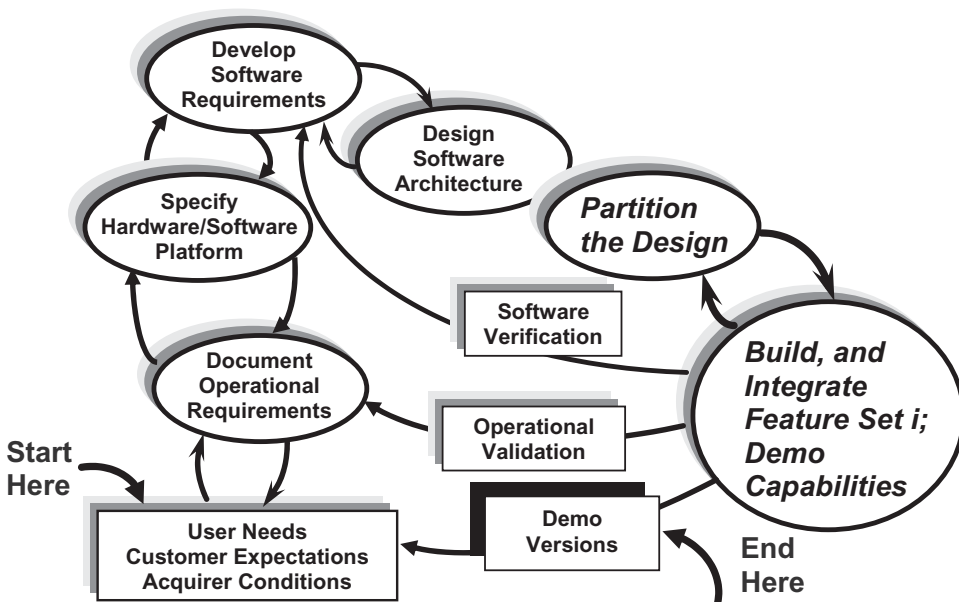 Develop
Software
Requirements
Design
Software
Architecture
Specify
Hardware/Software
Platform
Partition
the Design
Software
Verification
Build, and
Integrate
Feature Set i;
Demo
Capabilities
Document
Operational
Requirements
Operational
Validation
Start
Here
User Needs
Customer Expectations
Acquirer Conditions
Demo
Versions
End
Here